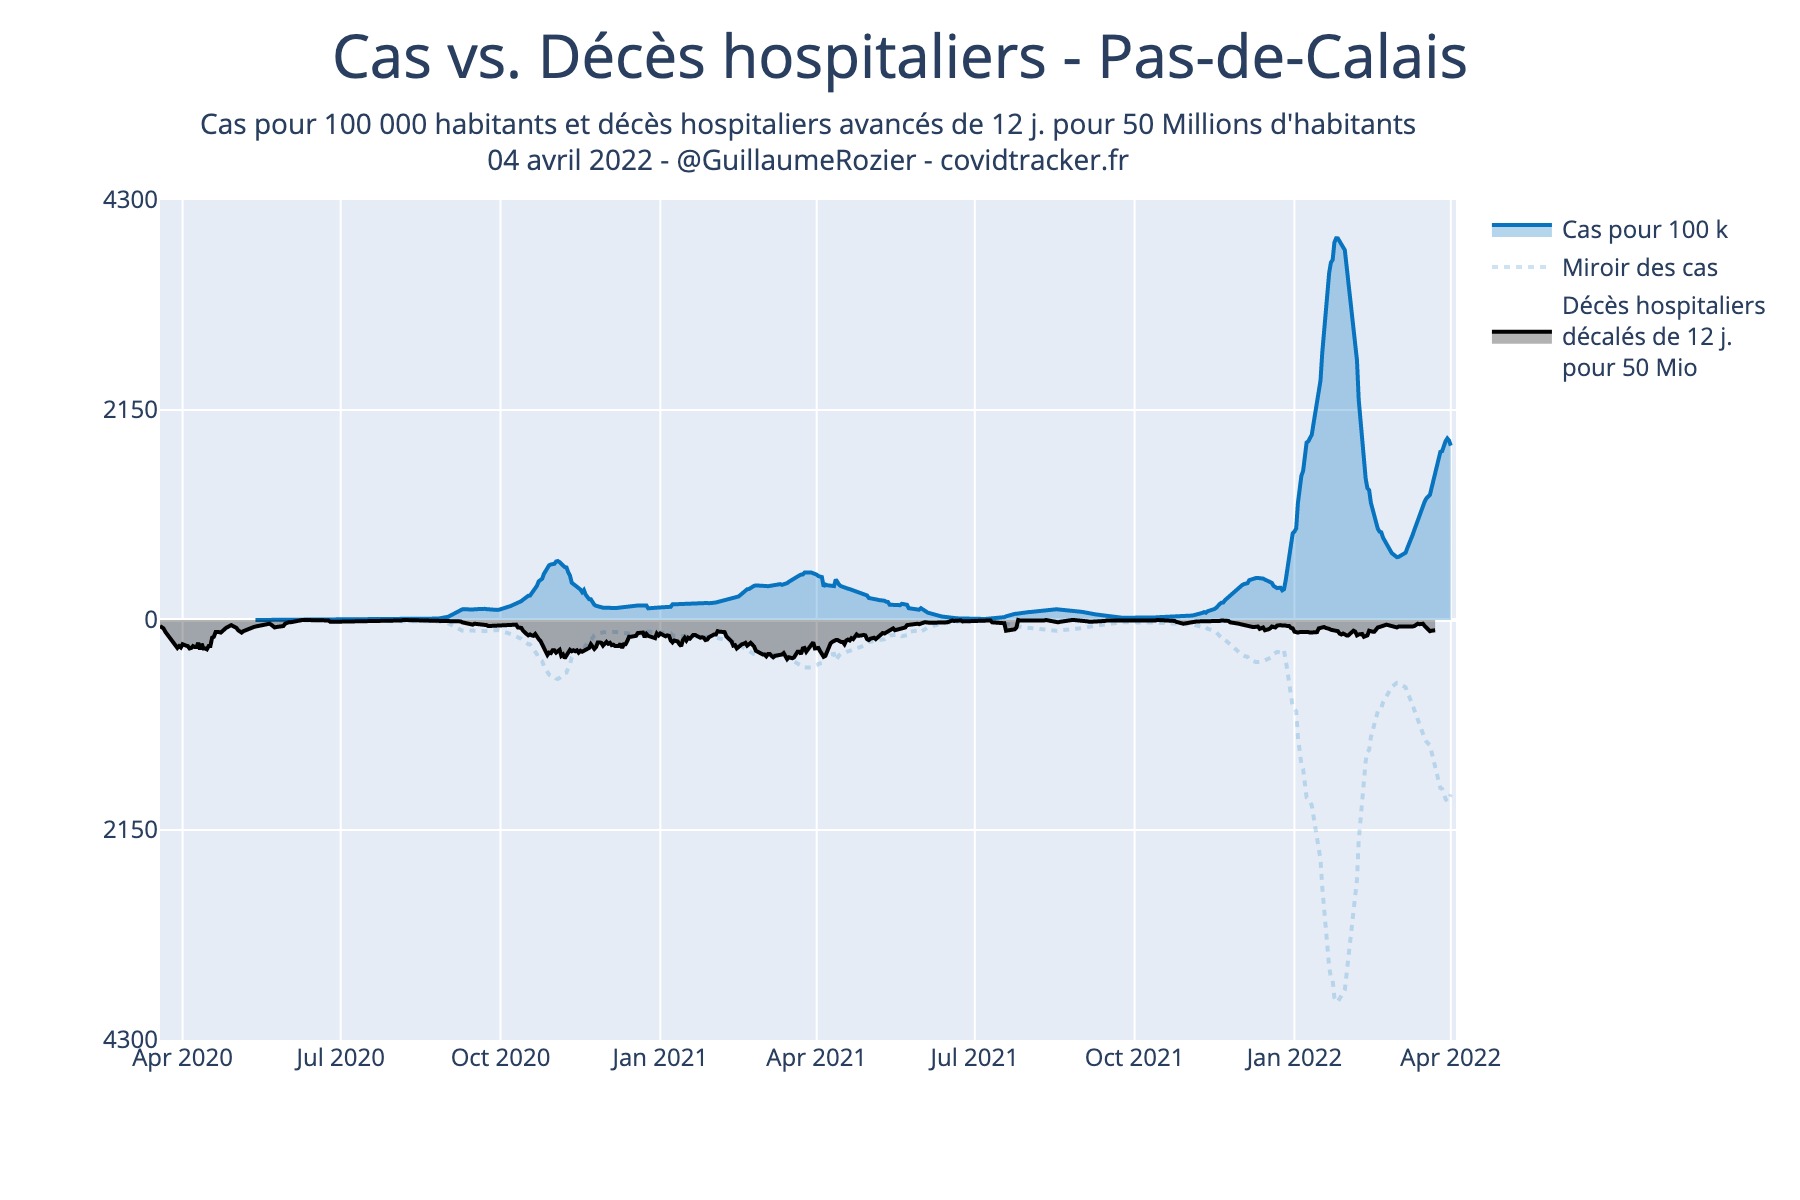 Cas vs. Décès hospitaliers - Pas-de-Calais
Cas pour 100 000 habitants et décès hospitaliers avancés de 12 j. pour 50 Millions d'habitants
04 avril 2022 - @GuillaumeRozier - covidtracker.fr
4300
2150
0
2150
4300
Apr 2020
Jul 2020
Oct 2020
Jan 2021
Apr 2021
Jul 2021
Oct 2021
Jan 2022
Apr 2022
Cas pour 100 k
Miroir des cas
Décès hospitaliers
décalés de 12 j.
pour 50 Mio